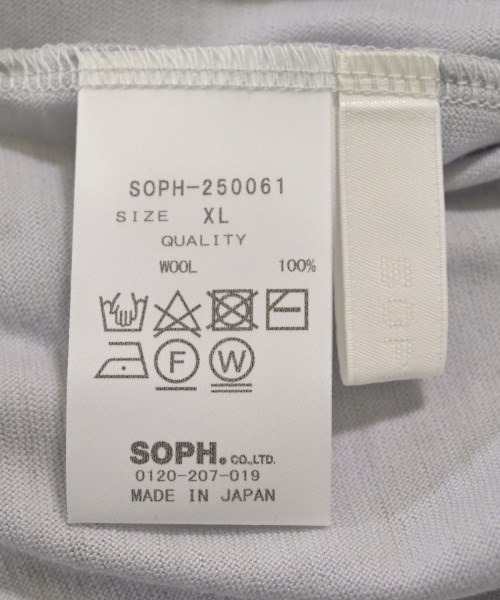 SOPH-250061
SIZE XL
QUALITY
WOOL 100%
F W
SOPH. CO.,LTD.
0120-207-019
MADE IN JAPAN